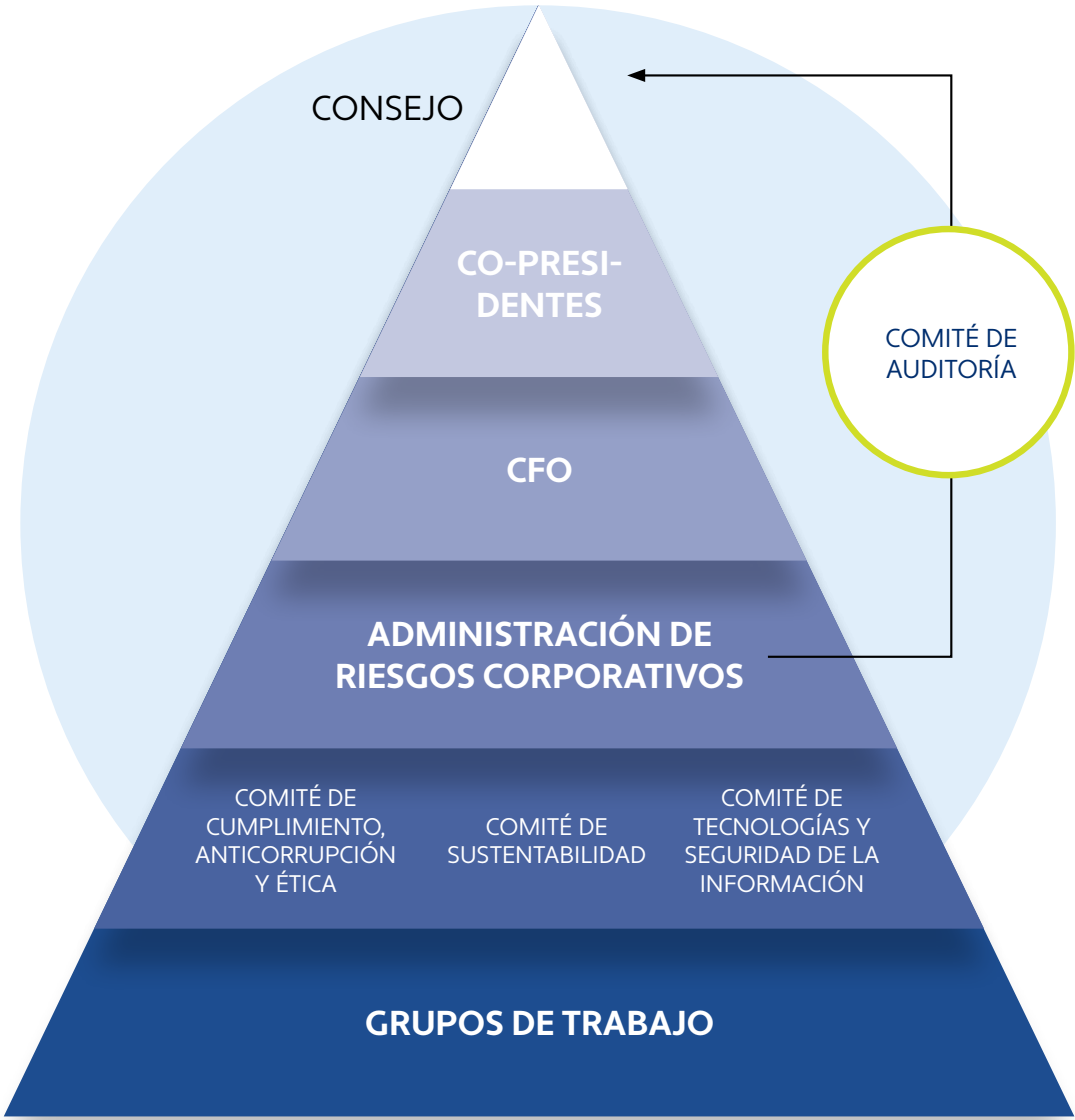 CONSEJO
CO-PRESI-
DENTES
COMITÉ DE
AUDITORÍA
CFO
ADMINISTRACIÓN DE
RIESGOS CORPORATIVOS
COMITÉ DE
CUMPLIMIENTO,
ANTICORRUPCIÓN
Y ÉTICA
COMITÉ DE
SUSTENTABILIDAD
COMITÉ DE
TECNOLOGÍAS Y
SEGURIDAD DE LA
INFORMACIÓN
GRUPOS DE TRABAJO